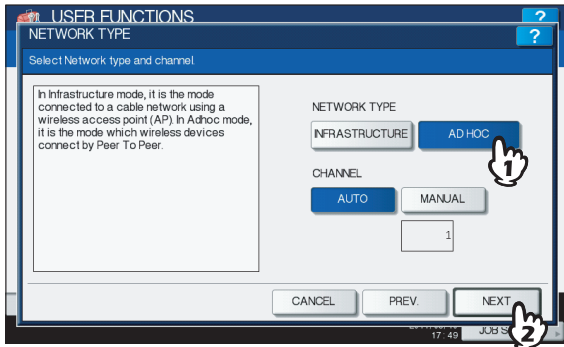 USER FUNCTIONS
?
NETWORK TYPE
?
Select Network type and channel.
In Infrastructure mode, it is the mode
connected to a cable network using a
wireless access point (AP). In Adhoc mode,
it is the mode which wireless devices
connect by Peer To Peer.
NETWORK TYPE
INFRASTRUCTURE
AD HOC
1
CHANNEL
AUTO
MANUAL
1
CANCEL
PREV.
NEXT
2
17:49
JOB S